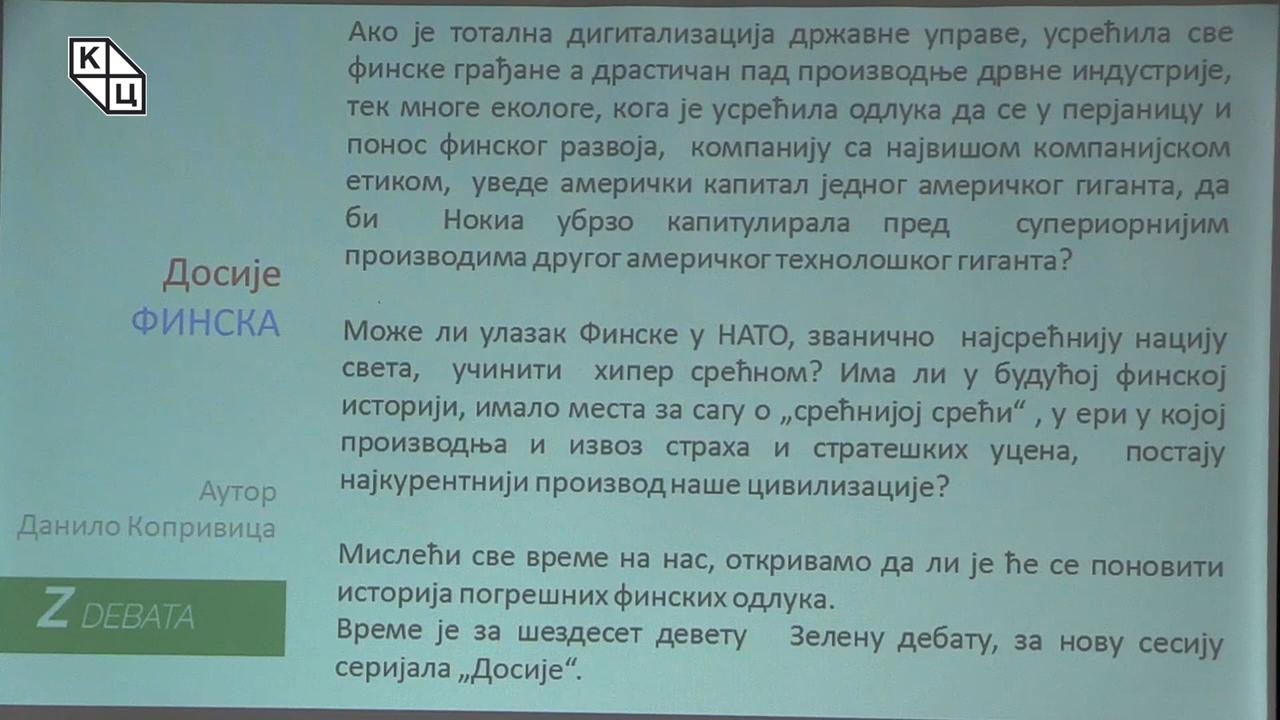 К
Ц
Ако је тотална дигитализација државне управе, усрећила све
финске грађане а драстичан пад производње дрвне индустрије,
тек многе екологе, кога је усрећила одлука да се у перјаницу и
понос финског развоја, компанију са највишом компанијском
етиком, уведе амерички капитал једног америчког гиганта, да
би Нокиа убрзо капитулирала пред супериорнијим
производима другог америчког технолошког гиганта?
Досије
ФИНСКА
Може ли улазак Финске у НАТО, званично најсрећнију нацију
света, учинити хипер срећном? Има ли у будућој финској
историји, имало места за сагу о „срећнијој срећи“ , у ери у којој
производња и извоз страха и стратешких уцена, постају
најкурентнији производ наше цивилизације?
Аутор
Данило Копривица
Z DEBATA
Мислећи све време на нас, откривамо да ли је ће се поновити
историја погрешних финских одлука.
Време је за шездесет девету Зелену дебату, за нову сесију
серијала „Досије“.